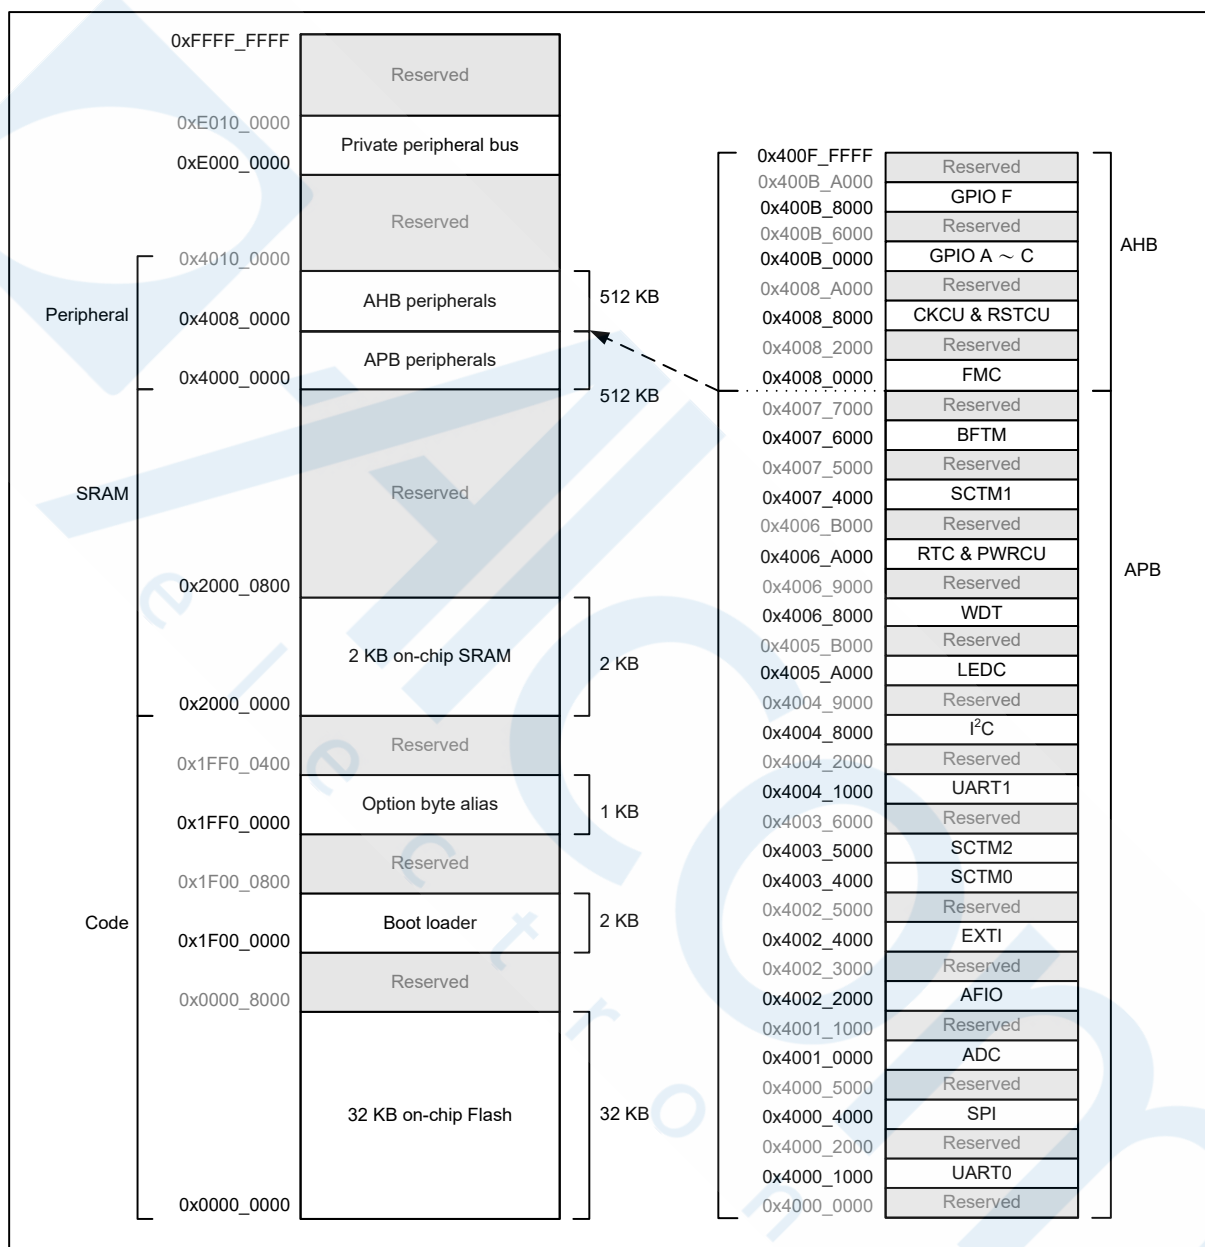 0xFFFF_FFFF
Reserved
0xE010_0000
Private peripheral bus
0xE000_0000
Reserved
0x4010_0000
AHB peripherals
512 KB
Peripheral
0x4008_0000
APB peripherals
0x4000_0000
512 KB
Reserved
SRAM
0x2000_0800
2 KB on-chip SRAM
2 KB
0x2000_0000
Reserved
0x1FF0_0400
Option byte alias
1 KB
0x1FF0_0000
Reserved
0x1F00_0800
Code
Boot loader
2 KB
0x1F00_0000
Reserved
0x0000_8000
32 KB on-chip Flash
32 KB
0x0000_0000
0x400F_FFFF
Reserved
0x400B_A000
GPIO F
0x400B_8000
Reserved
0x400B_6000
GPIO A ~ C
0x400B_0000
AHB
Reserved
0x4008_A000
CKCU & RSTCU
0x4008_8000
Reserved
0x4008_2000
FMC
0x4008_0000
Reserved
0x4007_7000
BFTM
0x4007_6000
Reserved
0x4007_5000
SCTM1
0x4007_4000
Reserved
0x4006_B000
RTC & PWRCU
0x4006_A000
APB
Reserved
0x4006_9000
WDT
0x4006_8000
Reserved
0x4005_B000
LEDC
0x4005_A000
Reserved
0x4004_9000
I²C
0x4004_8000
Reserved
0x4004_2000
UART1
0x4004_1000
Reserved
0x4003_6000
SCTM2
0x4003_5000
SCTM0
0x4003_4000
Reserved
0x4002_5000
EXTI
0x4002_4000
Reserved
0x4002_3000
AFIO
0x4002_2000
Reserved
0x4001_1000
ADC
0x4001_0000
Reserved
0x4000_5000
SPI
0x4000_4000
Reserved
0x4000_2000
UART0
0x4000_1000
Reserved
0x4000_0000